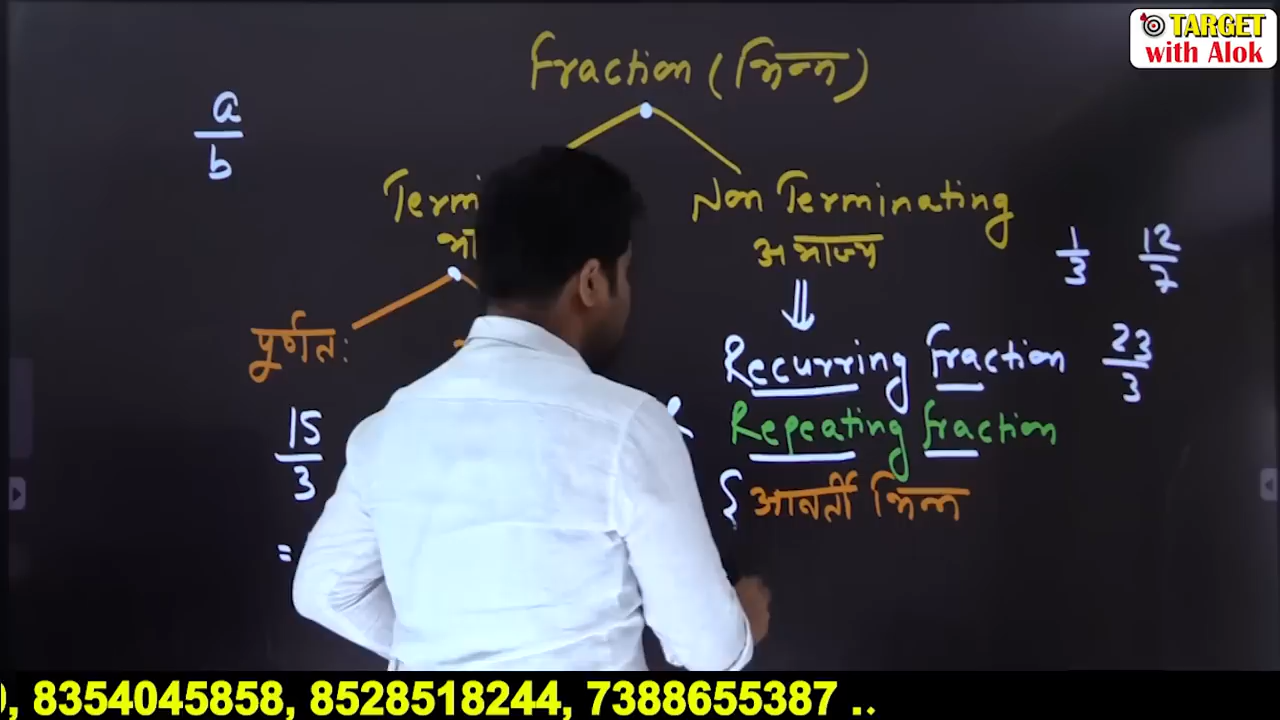 TARGET
with Alok
Fraction (भिन्न)
a
b
Non Terminating
अभाज्य
1
3
12
7
पूर्णत:
Recurring fraction
23
3
Repeating fraction
15
3
{ आवर्ती भिन्न
=
, 8354045858, 8528518244, 7388655387 ..